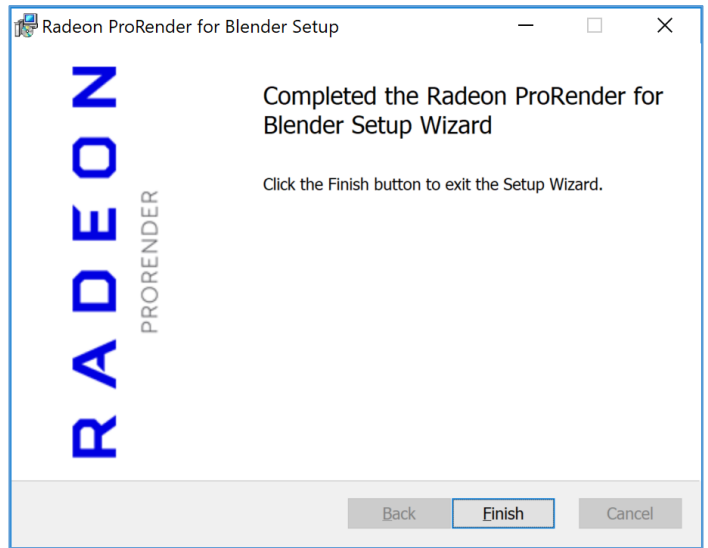 Radeon ProRender for Blender Setup
RADEON
PRORENDER
Completed the Radeon ProRender for
Blender Setup Wizard
Click the Finish button to exit the Setup Wizard.
Back
Finish
Cancel